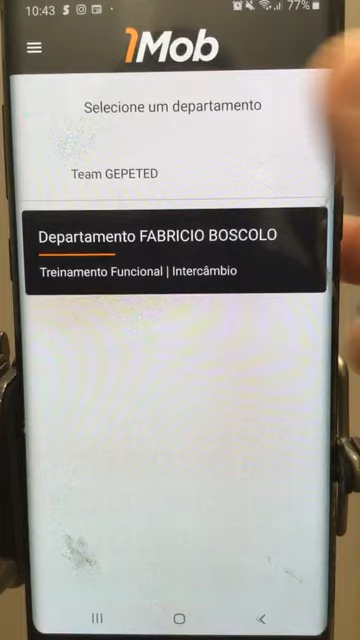 10:43
77%
1Mob
Selecione um departamento
Team GEPETED
Departamento FABRICIO BOSCOLO
Treinamento Funcional | Intercâmbio